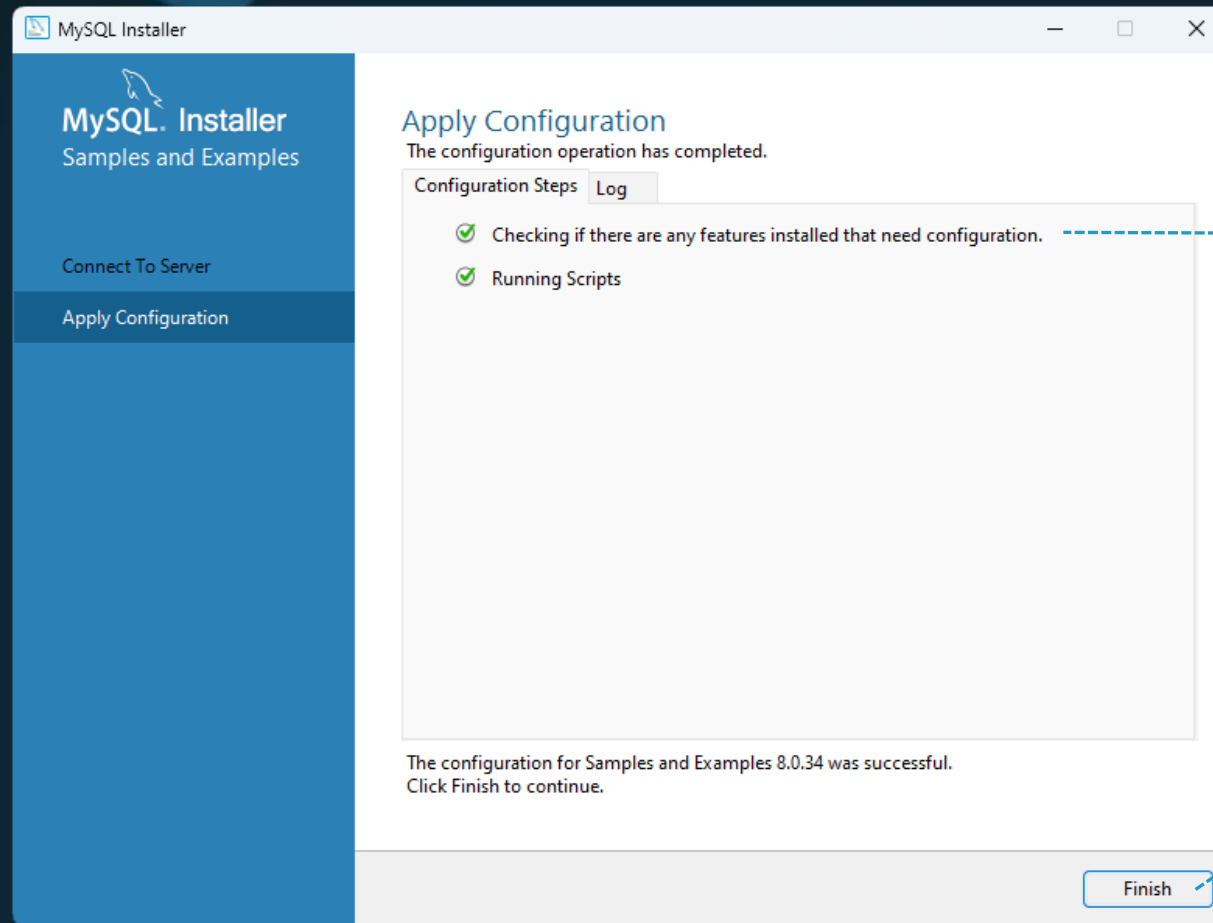 MySQL Installer
MySQL. Installer
Samples and Examples
Connect To Server
Apply Configuration
Apply Configuration
The configuration operation has completed.
Configuration Steps
Log
Checking if there are any features installed that need configuration.
Running Scripts
The configuration for Samples and Examples 8.0.34 was successful.
Click Finish to continue.
Finish